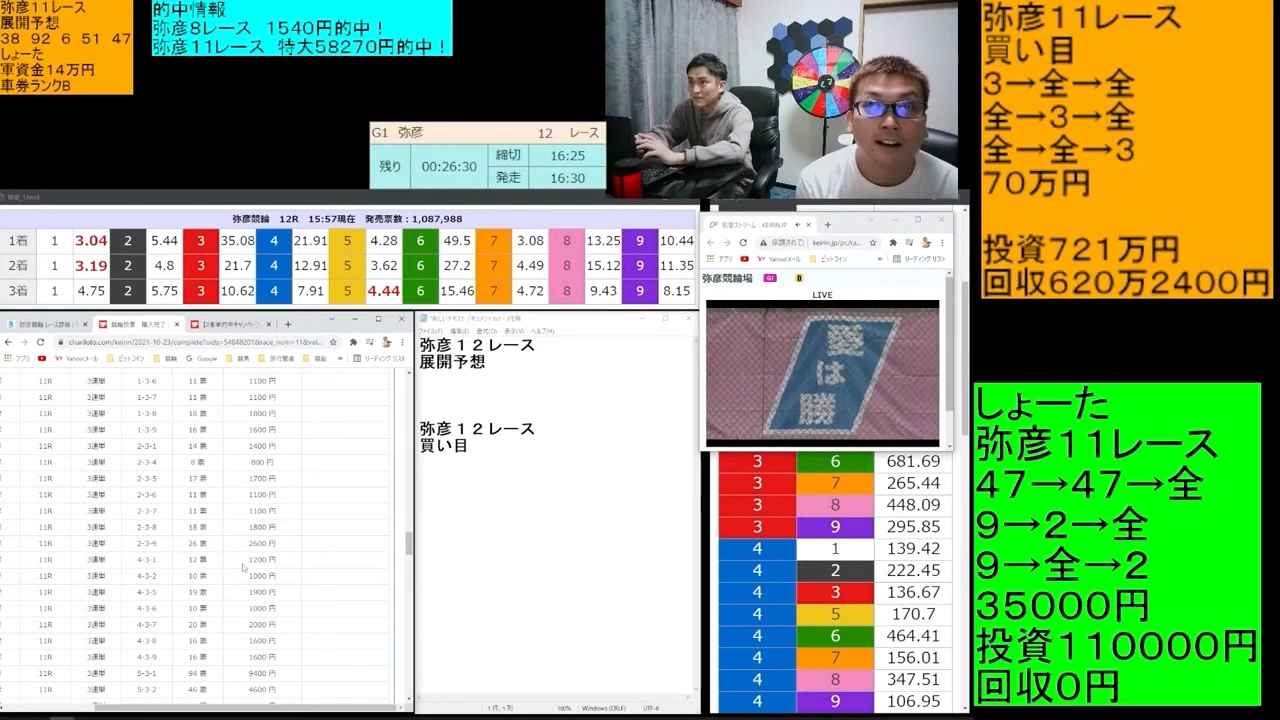 弥彦11レース
展開予想
38 92 6 51 47
しょーた
軍資金14万円
車券ランクB
的中情報
弥彦8レース 1540円的中！
弥彦11レース 特大58270円的中！
G1 弥彦 12 レース
残り 00:26:30 締切 16:25
発走 16:30
弥彦11レース
買い目
3→全→全
全→3→全
全→全→3
70万円
投資721万円
回収620万2400円
弥彦競輪 12R 15:57現在 発売票数：1,087,988
1着 1 3.04 2 5.44 3 35.08 4 21.91 5 4.28 6 49.5 7 3.08 8 13.25 9 10.44
2着 3.19 2 4.8 3 21.7 4 12.91 5 3.62 6 27.2 7 4.49 8 15.12 9 11.35
3着 4.75 2 5.75 3 10.62 4 7.91 5 4.44 6 15.46 7 4.72 8 9.43 9 8.15
弥彦競輪場 G1
LIVE
愛は勝
弥彦12レース
展開予想
弥彦12レース
買い目
11R 3連単 1-3-6 11 票 1100 円
11R 3連単 1-3-7 11 票 1100 円
11R 3連単 1-3-8 18 票 1800 円
11R 3連単 1-3-9 16 票 1600 円
11R 3連単 2-3-1 14 票 1400 円
11R 3連単 2-3-4 8 票 800 円
11R 3連単 2-3-5 17 票 1700 円
11R 3連単 2-3-6 11 票 1100 円
11R 3連単 2-3-7 11 票 1100 円
11R 3連単 2-3-8 18 票 1800 円
11R 3連単 2-3-9 26 票 2600 円
11R 3連単 4-3-1 12 票 1200 円
11R 3連単 4-3-2 10 票 1000 円
11R 3連単 4-3-5 19 票 1900 円
11R 3連単 4-3-6 10 票 1000 円
11R 3連単 4-3-7 20 票 2000 円
11R 3連単 4-3-8 16 票 1600 円
11R 3連単 4-3-9 16 票 1600 円
11R 3連単 5-3-1 94 票 9400 円
11R 3連単 5-3-2 46 票 4600 円
1行、1列 100% Windows (CRLF) UTF-8
3 6 681.69
3 7 265.44
3 8 448.09
3 9 295.85
4 1 139.42
4 2 222.45
4 3 136.67
4 5 170.7
4 6 464.41
4 7 156.01
4 8 347.51
4 9 106.95
しょーた
弥彦11レース
47→47→全
9→2→全
9→全→2
35000円
投資110000円
回収0円